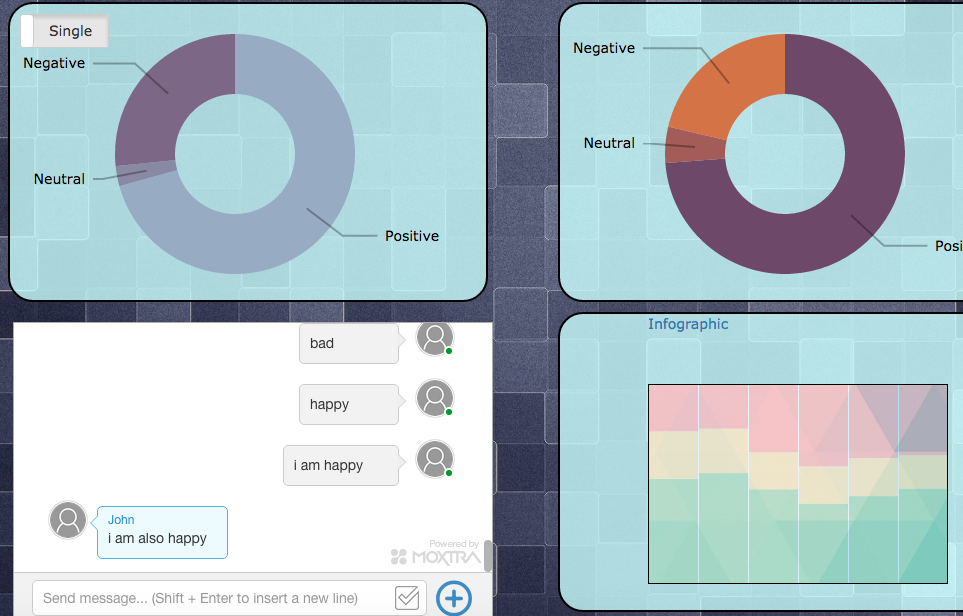 Single
Negative
Neutral
Positive
Negative
Neutral
Posi
bad
happy
i am happy
John
i am also happy
Powered by
MOXTRA
Send message... (Shift + Enter to insert a new line)
Infographic